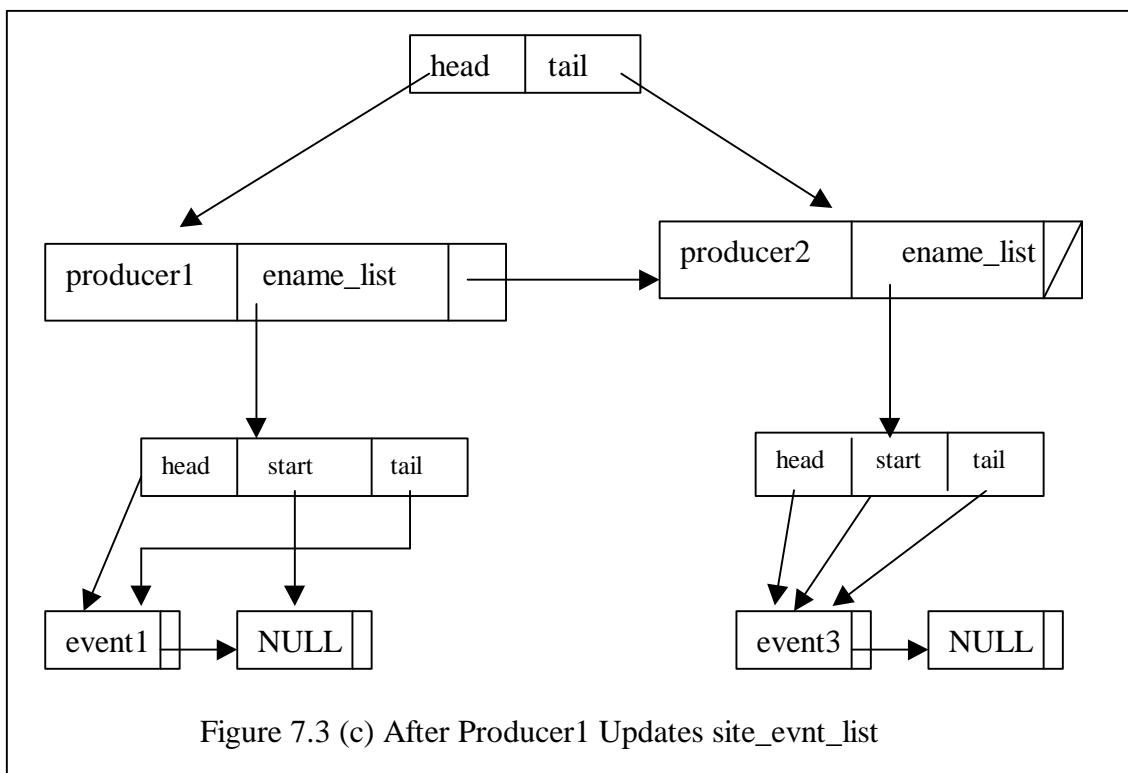 head tail
producer1 ename_list
producer2 ename_list
head start tail
head start tail
event1 NULL
event3 NULL
Figure 7.3 (c) After Producer1 Updates site_evnt_list